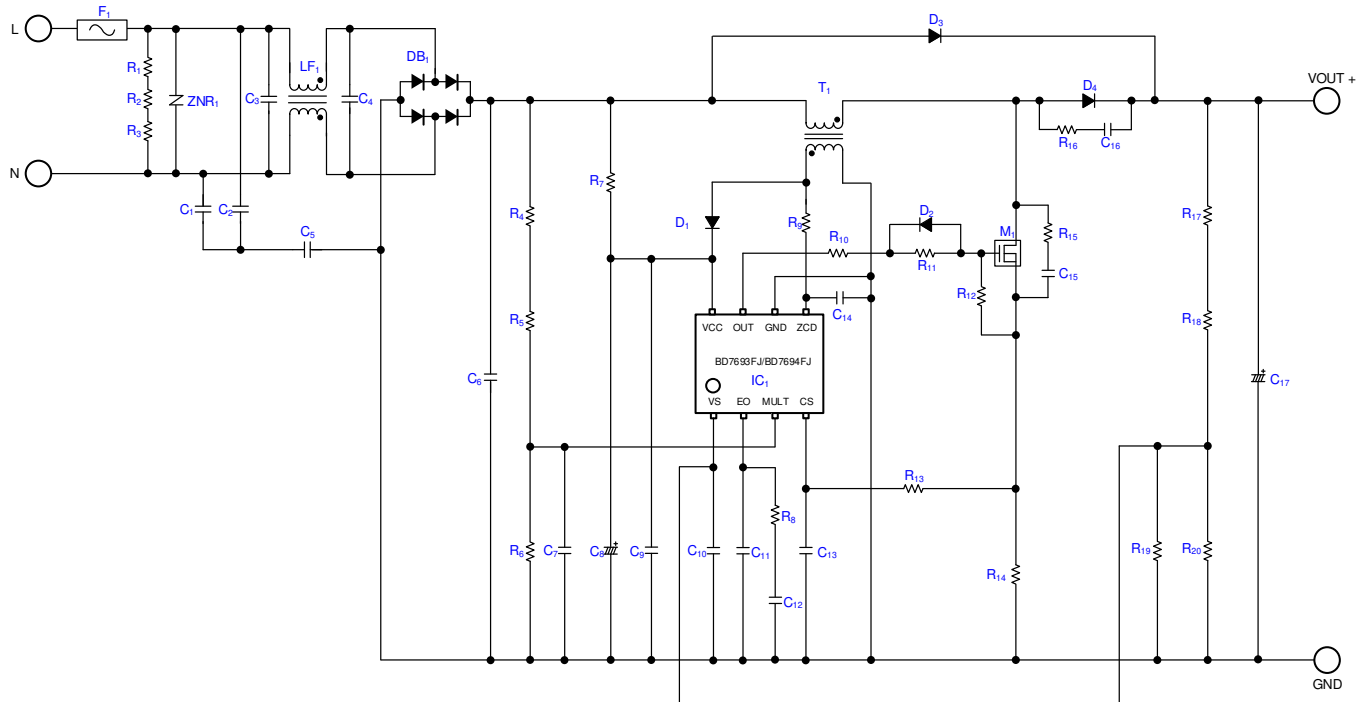 F₁
D₃
L
R₁
LF₁
DB₁
T₁
D₄
VOUT +
R₂
ZNR₁
C₃
C₄
R₃
R₁₆
C₁₆
N
R₇
C₁
C₂
R₄
D₁
R₉
D₂
R₁₇
C₅
R₁₀
M₁
R₁₅
R₁₁
C₁₅
R₁₂
R₅
C₁₄
R₁₈
VCC OUT GND ZCD
BD7693FJ/BD7694FJ
IC₁
C₆
C₁₇
VS EO MULT CS
R₁₃
R₈
R₆
C₇
C₈
C₉
C₁₀
C₁₁
C₁₃
R₁₉
R₂₀
R₁₄
C₁₂
GND